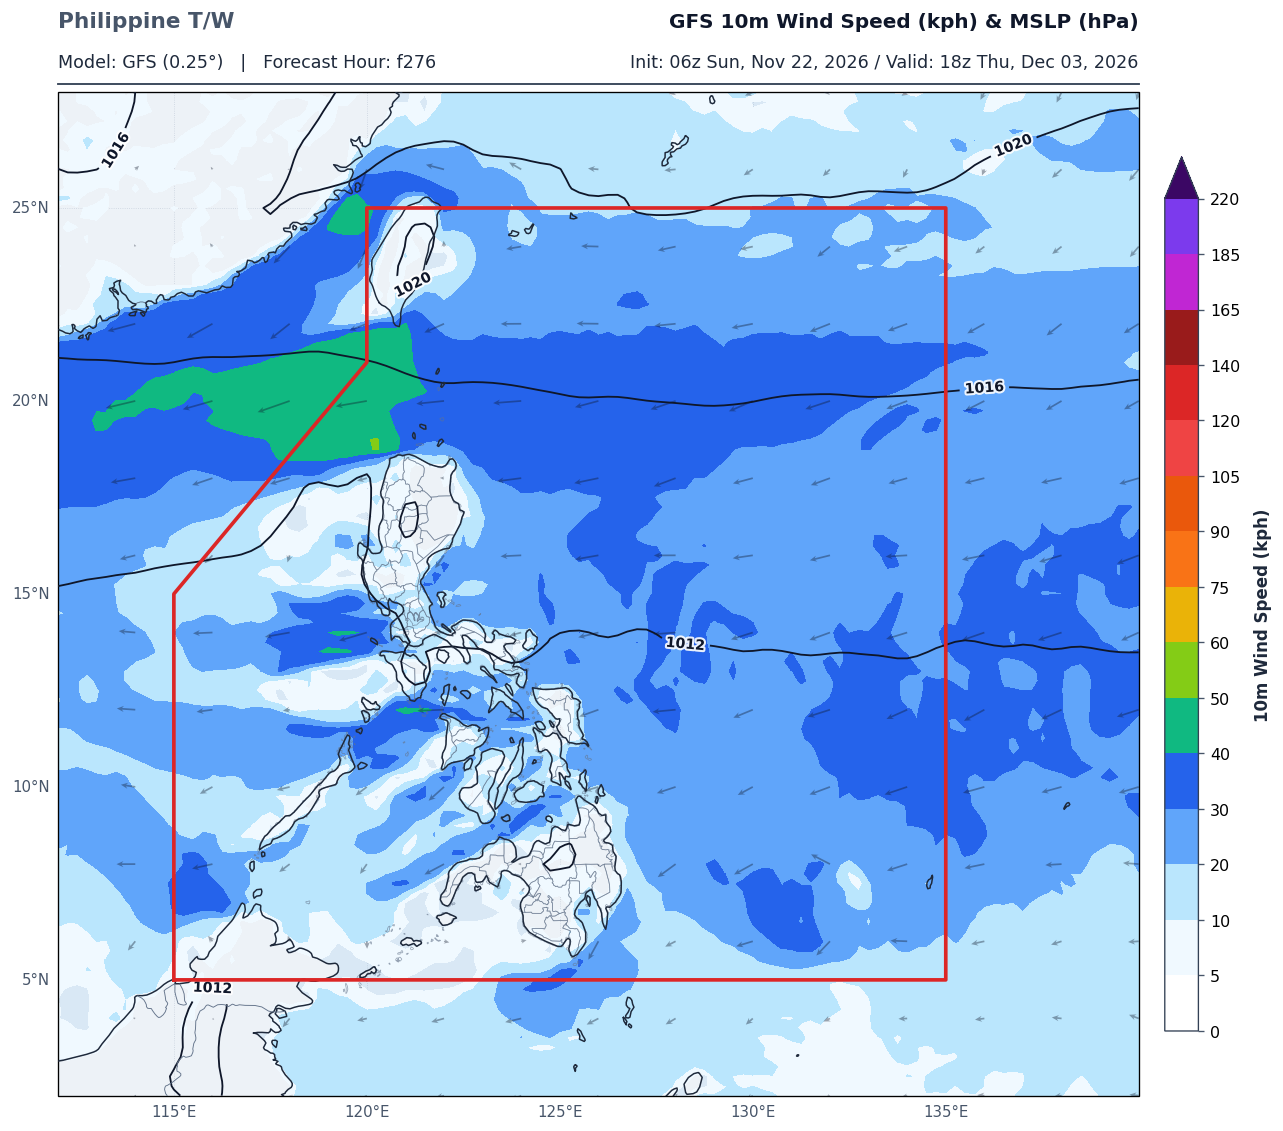 Philippine T/W
GFS 10m Wind Speed (kph) & MSLP (hPa)
Model: GFS (0.25°)   |   Forecast Hour: f276
Init: 06z Sun, Nov 22, 2026 / Valid: 18z Thu, Dec 03, 2026
1016
1020
1020
1016
1012
1012
25°N
20°N
15°N
10°N
5°N
115°E
120°E
125°E
130°E
135°E
220
185
165
140
120
105
90
75
60
50
40
30
20
10
5
0
10m Wind Speed (kph)